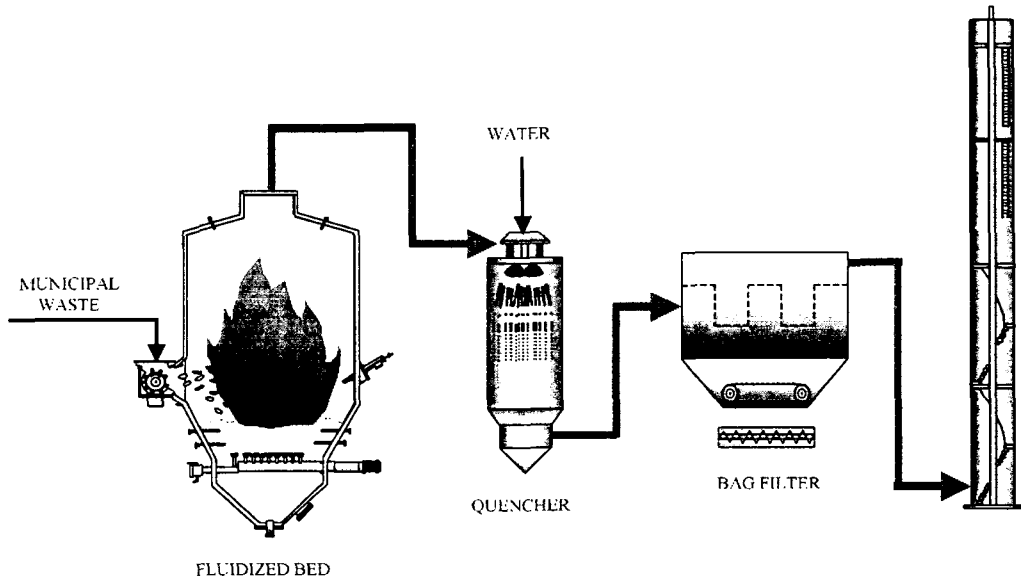 WATER
MUNICIPAL
WASTE
BAG FILTER
QUENCHER
FLUIDIZED BED